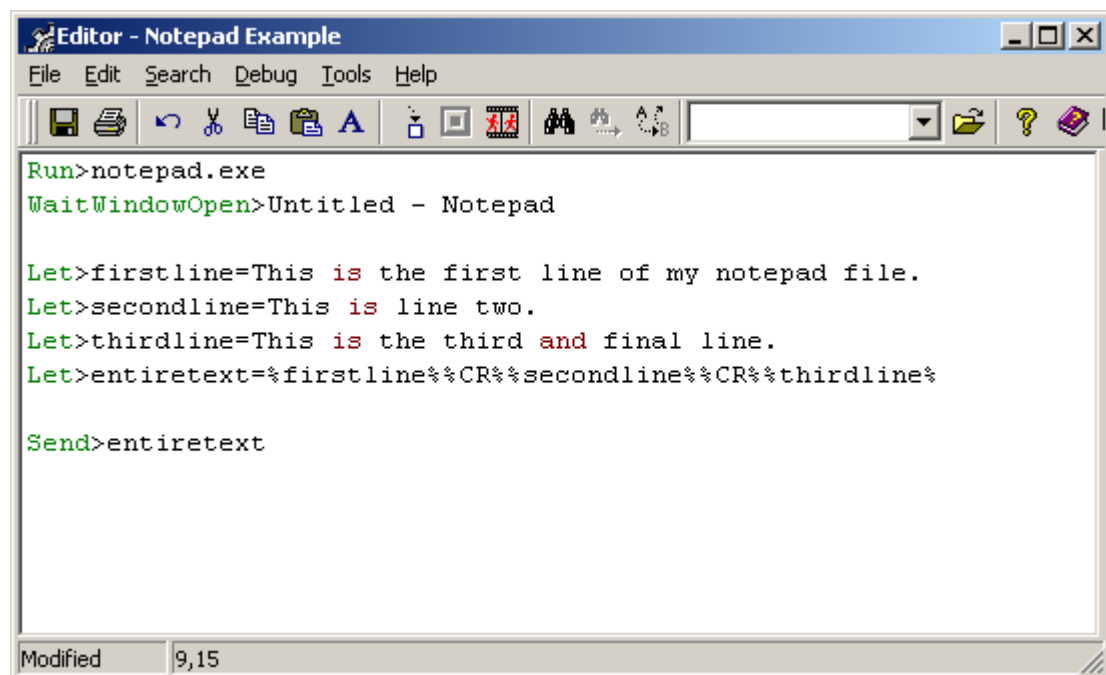 Editor - Notepad Example
File Edit Search Debug Tools Help
Run>notepad.exe
WaitWindowOpen>Untitled - Notepad
Let>firstline=This is the first line of my notepad file.
Let>secondline=This is line two.
Let>thirdline=This is the third and final line.
Let>entiretext=%firstline%%CR%%secondline%%CR%%thirdline%
Send>entiretext
Modified 9,15